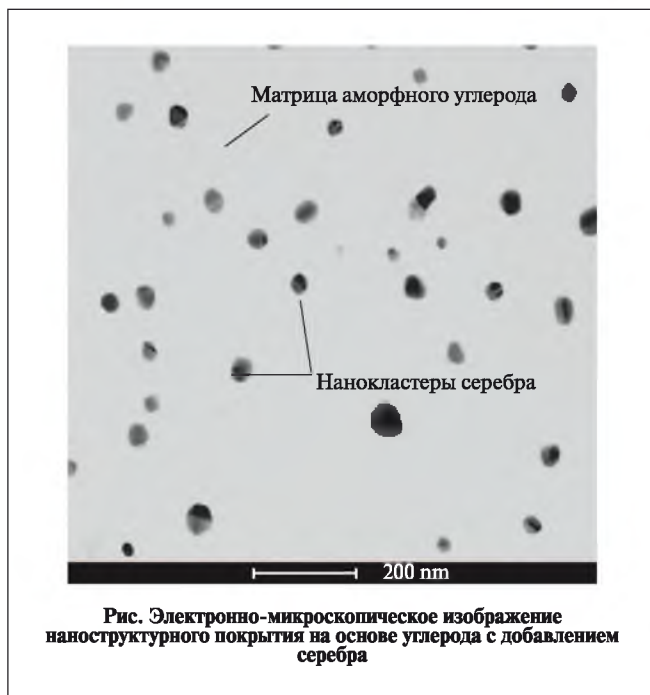 Матрица аморфного углерода
Нанокластеры серебра
200 nm
Рис. Электронно-микроскопическое изображение
наноструктурного покрытия на основе углерода с добавлением
серебра